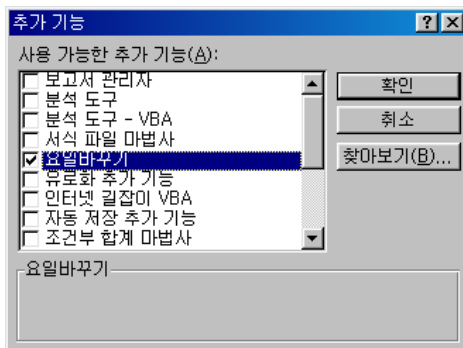 추가 기능
사용 가능한 추가 기능(A):
보고서 관리자
분석 도구
분석 도구 - VBA
서식 파일 마법사
요일바꾸기
유로화 추가 기능
인터넷 길잡이 VBA
자동 저장 추가 기능
조건부 합계 마법사
확인
취소
찾아보기(B)...
요일바꾸기